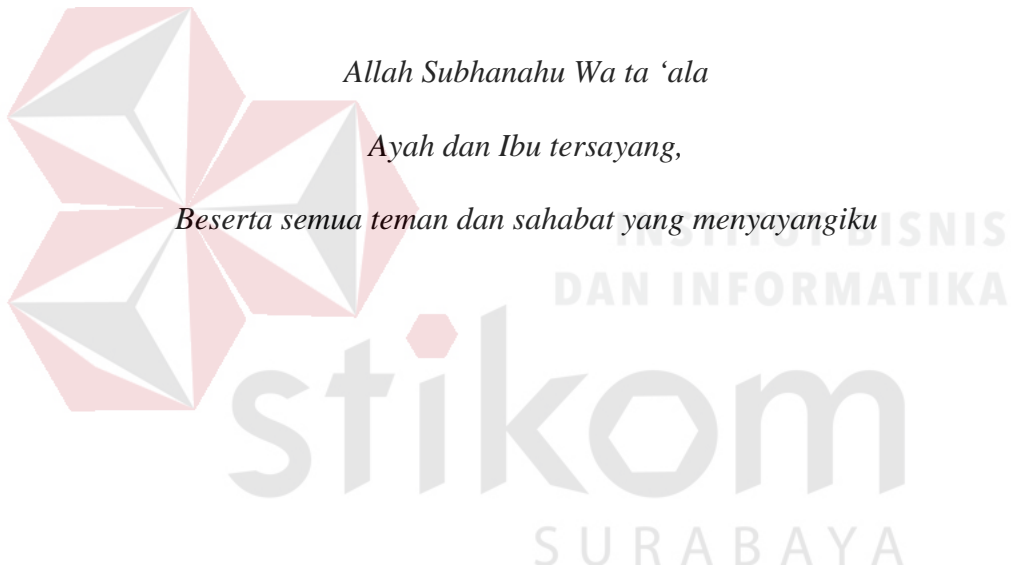 Allah Subhanahu Wa ta ‘ala
Ayah dan Ibu tersayang,
Beserta semua teman dan sahabat yang menyayangiku
INSTITUT BISNIS
DAN INFORMATIKA
stikom
SURABAYA